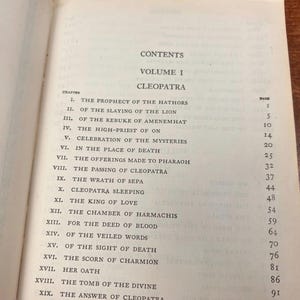 CONTENTS
VOLUME I
CLEOPATRA
CHAPTER PAGE
I. THE PROPHECY OF THE HATHORS 1
II. OF THE SLAYING OF THE LION 5
III. OF THE REBUKE OF AMENEMHAT 10
IV. THE HIGH-PRIEST OF ON 14
V. CELEBRATION OF THE MYSTERIES 20
VI. IN THE PLACE OF DEATH 25
VII. THE OFFERINGS MADE TO PHARAOH 32
VIII. THE PASSING OF CLEOPATRA 37
IX. THE WRATH OF SEPA 44
X. CLEOPATRA SLEEPING 48
XI. THE KING OF LOVE 54
XII. THE CHAMBER OF HARMACHIS 59
XIII. FOR THE DEED OF BLOOD 64
XIV. OF THE VEILED WORDS 70
XV. OF THE SIGHT OF DEATH 76
XVI. THE SCORN OF CHARMION 81
XVII. HER OATH 86
XVIII. THE TOMB OF THE DIVINE 91
XIX. THE ANSWER OF CLEOPATRA